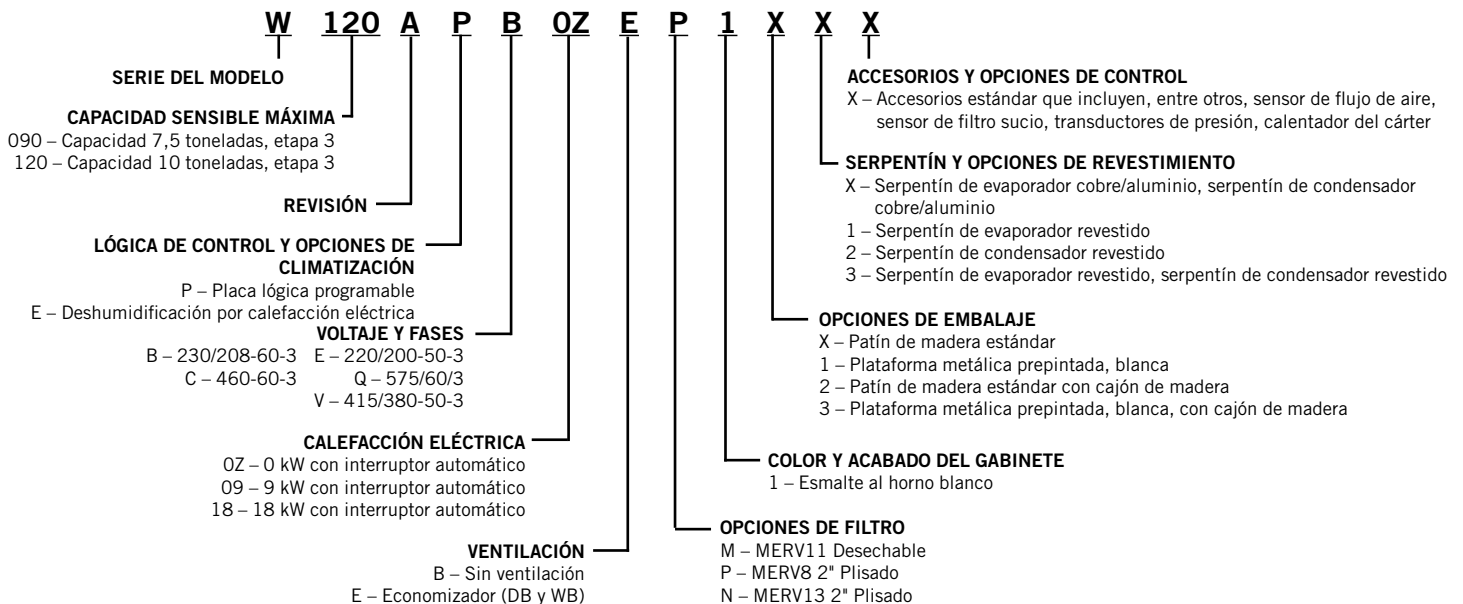 W 120 A P B 0Z E P 1 X X X
SERIE DEL MODELO
CAPACIDAD SENSIBLE MÁXIMA
090 – Capacidad 7,5 toneladas, etapa 3
120 – Capacidad 10 toneladas, etapa 3
REVISIÓN
LÓGICA DE CONTROL Y OPCIONES DE
CLIMATIZACIÓN
P – Placa lógica programable
E – Deshumidificación por calefacción eléctrica
VOLTAJE Y FASES
B – 230/208-60-3 E – 220/200-50-3
C – 460-60-3 Q – 575/60/3
V – 415/380-50-3
CALEFACCIÓN ELÉCTRICA
0Z – 0 kW con interruptor automático
09 – 9 kW con interruptor automático
18 – 18 kW con interruptor automático
VENTILACIÓN
B – Sin ventilación
E – Economizador (DB y WB)
ACCESORIOS Y OPCIONES DE CONTROL
X – Accesorios estándar que incluyen, entre otros, sensor de flujo de aire,
sensor de filtro sucio, transductores de presión, calentador del cárter
SERPENTÍN Y OPCIONES DE REVESTIMIENTO
X – Serpentín de evaporador cobre/aluminio, serpentín de condensador
cobre/aluminio
1 – Serpentín de evaporador revestido
2 – Serpentín de condensador revestido
3 – Serpentín de evaporador revestido, serpentín de condensador revestido
OPCIONES DE EMBALAJE
X – Patín de madera estándar
1 – Plataforma metálica prepintada, blanca
2 – Patín de madera estándar con cajón de madera
3 – Plataforma metálica prepintada, blanca, con cajón de madera
COLOR Y ACABADO DEL GABINETE
1 – Esmalte al horno blanco
OPCIONES DE FILTRO
M – MERV11 Desechable
P – MERV8 2" Plisado
N – MERV13 2" Plisado